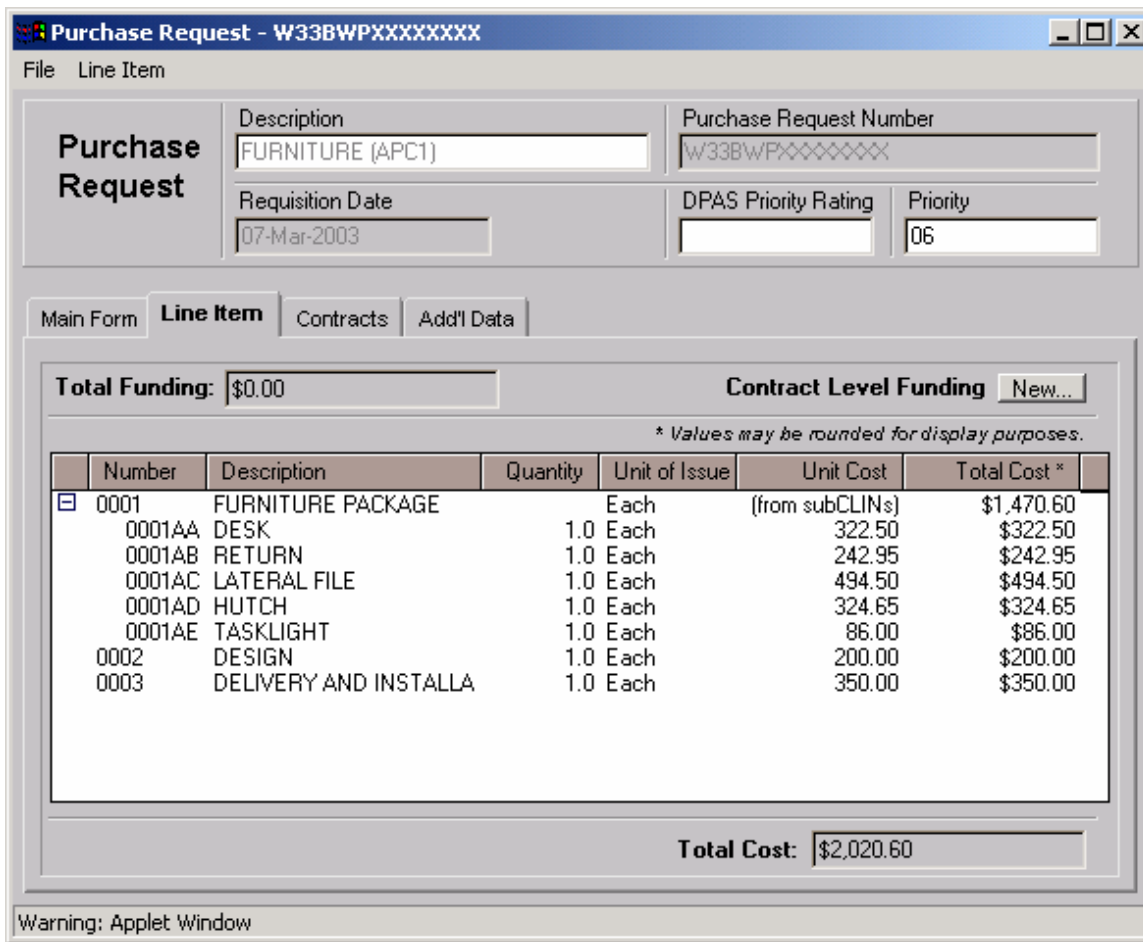 Purchase Request - W33BWPXXXXXXXX
File Line Item
Purchase Request
Description
FURNITURE (APC1)
Purchase Request Number
W33BWPXXXXXXXX
Requisition Date
07-Mar-2003
DPAS Priority Rating
Priority
06
Main Form Line Item Contracts Add'l Data
Total Funding: $0.00 Contract Level Funding New...
* Values may be rounded for display purposes.
Number Description Quantity Unit of Issue Unit Cost Total Cost *
0001 FURNITURE PACKAGE Each (from subCLINs) $1,470.60
0001AA DESK 1.0 Each 322.50 $322.50
0001AB RETURN 1.0 Each 242.95 $242.95
0001AC LATERAL FILE 1.0 Each 494.50 $494.50
0001AD HUTCH 1.0 Each 324.65 $324.65
0001AE TASKLIGHT 1.0 Each 86.00 $86.00
0002 DESIGN 1.0 Each 200.00 $200.00
0003 DELIVERY AND INSTALLA 1.0 Each 350.00 $350.00
Total Cost: $2,020.60
Warning: Applet Window